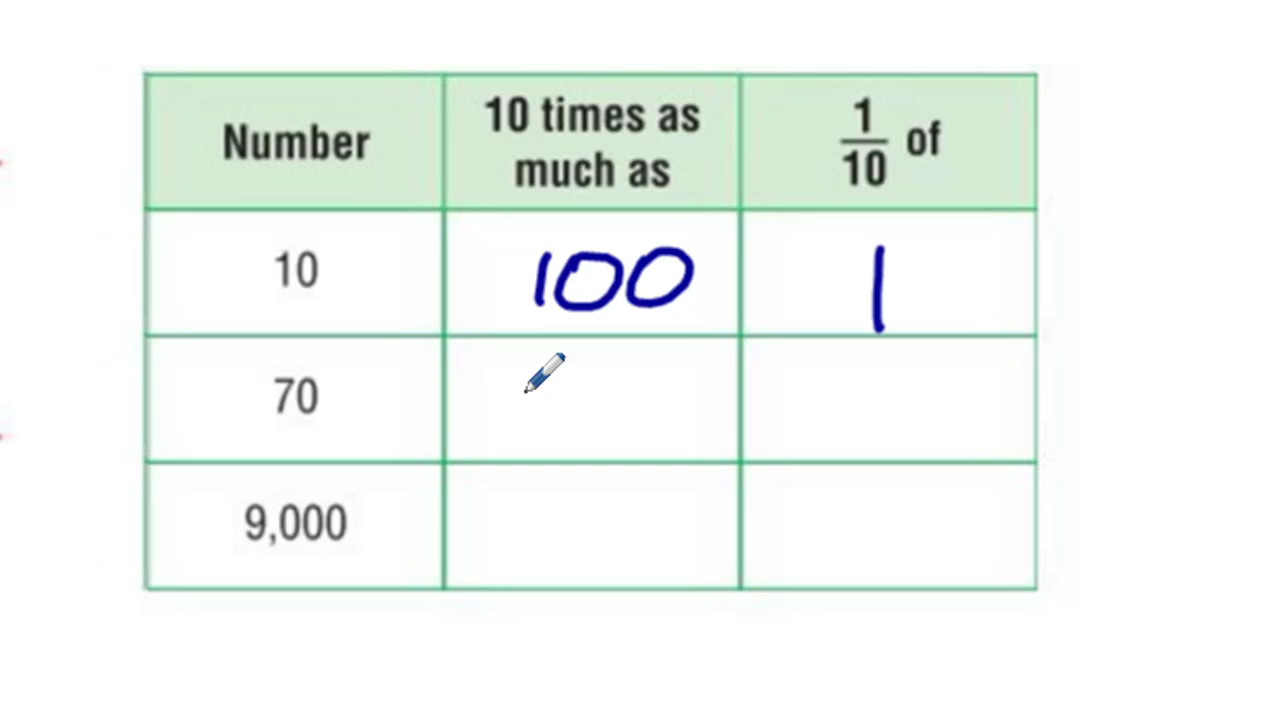 Number
10 times as
much as
1/10 of
10
100
1
70
9,000